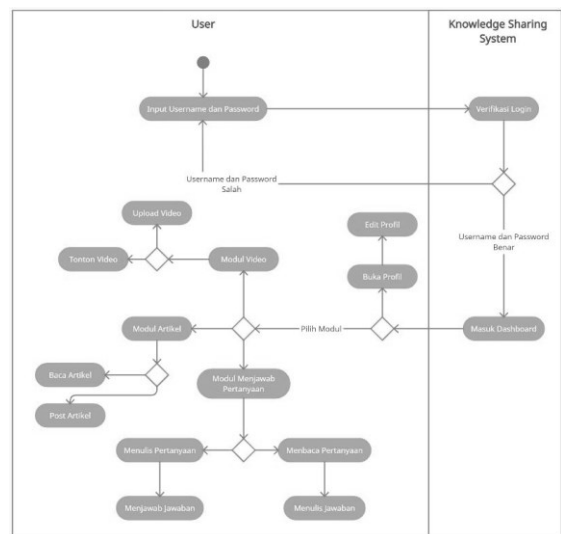 User
Knowledge Sharing
System
Input Username dan Password
Verifikasi Login
Username dan Password
Salah
Upload Video
Edit Profil
Username dan Password
Benar
Tonton Video
Modul Video
Buka Profil
Modul Artikel
Pilih Modul
Masuk Dashboard
Baca Artikel
Modul Menjawab
Pertanyaan
Post Artikel
Menulis Pertanyaan
Menbaca Pertanyaan
Menjawab Jawaban
Menulis Jawaban